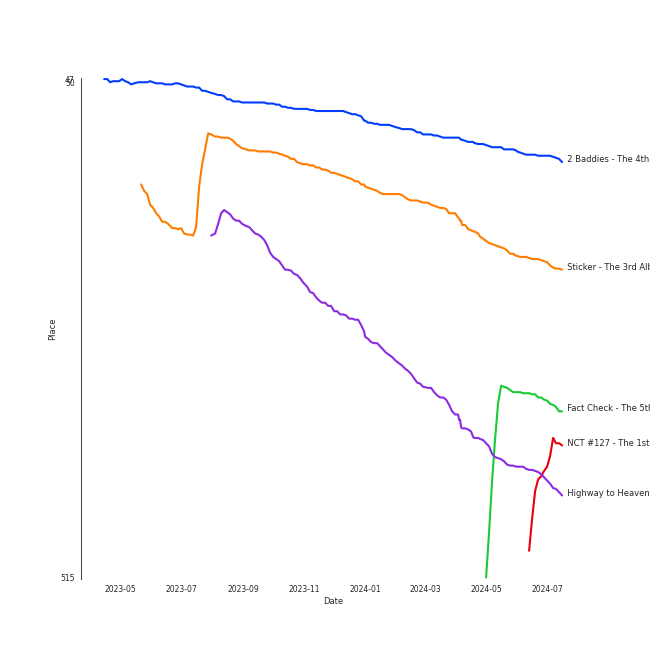 47
50
2 Baddies - The 4th
Sticker - The 3rd Alb
Place
Fact Check - The 5th
NCT #127 - The 1st
Highway to Heaven
515
2023-05 2023-07 2023-09 2023-11 2024-01 2024-03 2024-05 2024-07
Date